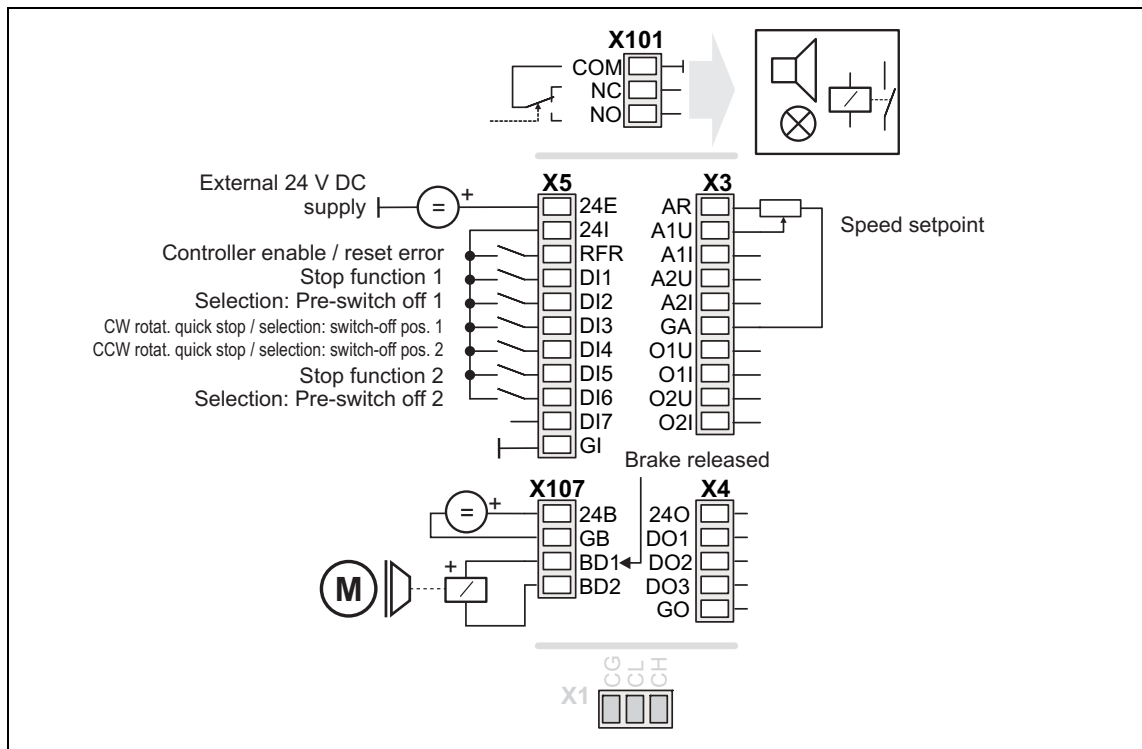 X101
COM
NC
NO
External 24 V DC
supply
=
+
X5
24E
24I
RFR
DI1
DI2
DI3
DI4
DI5
DI6
DI7
GI
Controller enable / reset error
Stop function 1
Selection: Pre-switch off 1
CW rotat. quick stop / selection: switch-off pos. 1
CCW rotat. quick stop / selection: switch-off pos. 2
Stop function 2
Selection: Pre-switch off 2
X3
AR
A1U
A1I
A2U
A2I
GA
O1U
O1I
O2U
O2I
Speed setpoint
Brake released
X107
=
+
24B
GB
BD1
BD2
M
+
X4
24O
DO1
DO2
DO3
GO
X1
CG
CL
CH